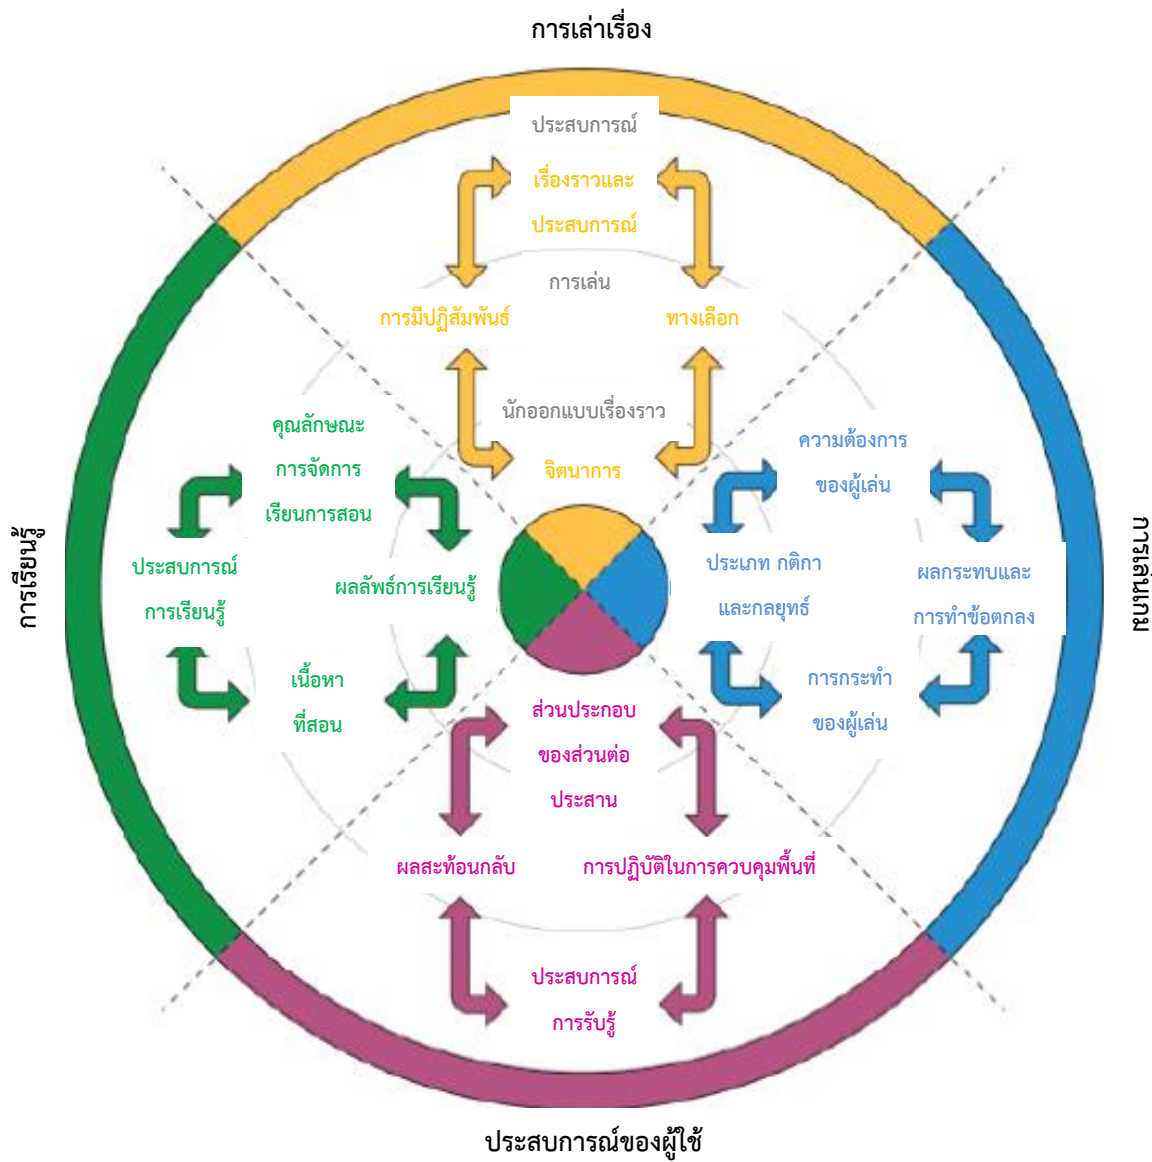 การเล่าเรื่อง
ประสบการณ์
เรื่องราวและ
ประสบการณ์
การเล่น
การมีปฏิสัมพันธ์
ทางเลือก
นักออกแบบเรื่องราว
จิตนาการ
คุณลักษณะ
การจัดการ
เรียนการสอน
ประสบการณ์
การเรียนรู้
ผลลัพธ์การเรียนรู้
เนื้อหา
ที่สอน
การเรียนรู้
ความต้องการ
ของผู้เล่น
ประเภท กติกา
และกลยุทธ์
ผลกระทบและ
การทำข้อตกลง
การกระทำ
ของผู้เล่น
การเล่นเกม
ส่วนประกอบ
ของส่วนต่อ
ประสาน
ผลสะท้อนกลับ
การปฏิบัติในการควบคุมพื้นที่
ประสบการณ์
การรับรู้
ประสบการณ์ของผู้ใช้